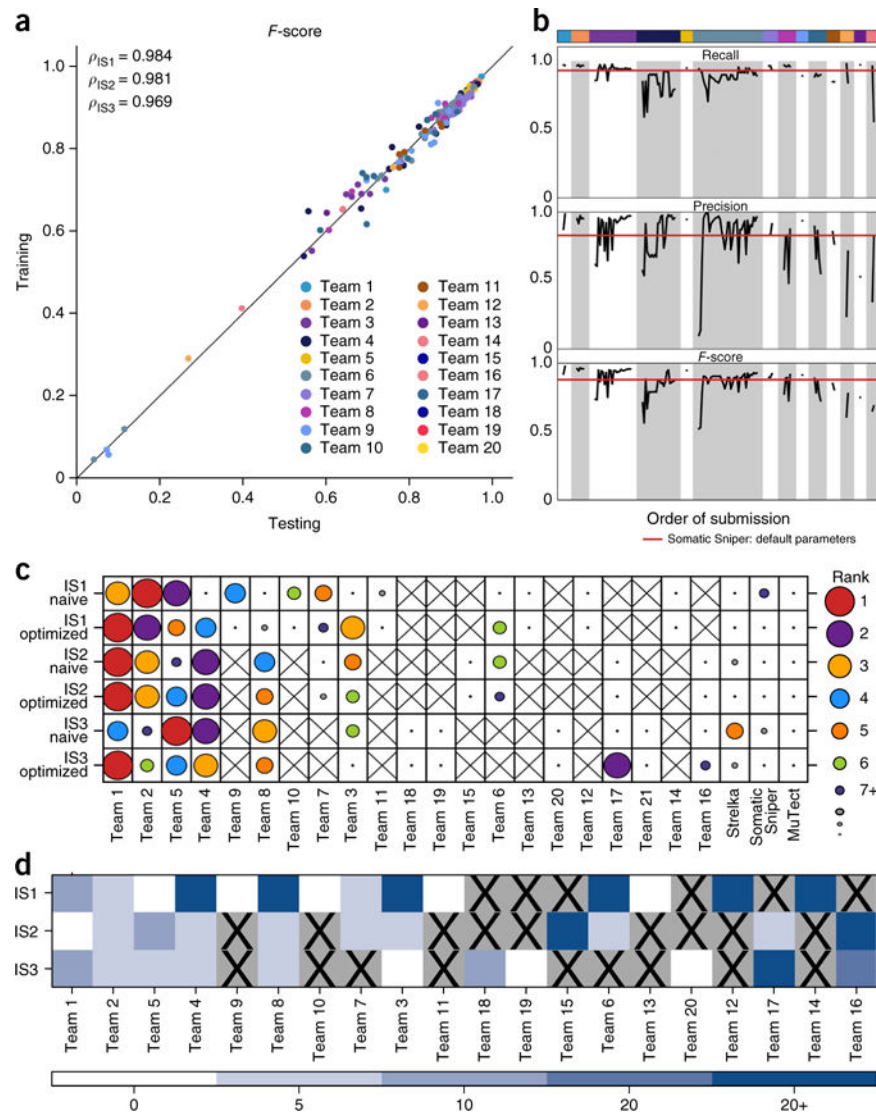 a
F-score
ρIS1 = 0.984
ρIS2 = 0.981
ρIS3 = 0.969
1.0
0.8
0.6
0.4
0.2
0
Training
0
0.2
0.4
0.6
0.8
1.0
Testing
Team 1
Team 2
Team 3
Team 4
Team 5
Team 6
Team 7
Team 8
Team 9
Team 10
Team 11
Team 12
Team 13
Team 14
Team 15
Team 16
Team 17
Team 18
Team 19
Team 20
b
Recall
1.0
0.5
0
Precision
1.0
0.5
0
F-score
1.0
0.5
0
Order of submission
Somatic Sniper: default parameters
c
IS1 naive
IS1 optimized
IS2 naive
IS2 optimized
IS3 naive
IS3 optimized
Team 1
Team 2
Team 5
Team 4
Team 9
Team 8
Team 10
Team 7
Team 3
Team 11
Team 18
Team 19
Team 15
Team 6
Team 13
Team 20
Team 12
Team 17
Team 21
Team 14
Team 16
Strelka
Somatic Sniper
MuTect
Rank
1
2
3
4
5
6
7+
d
IS1
IS2
IS3
Team 1
Team 2
Team 5
Team 4
Team 9
Team 8
Team 10
Team 7
Team 3
Team 11
Team 18
Team 19
Team 15
Team 6
Team 13
Team 20
Team 12
Team 17
Team 14
Team 16
0
5
10
20
20+